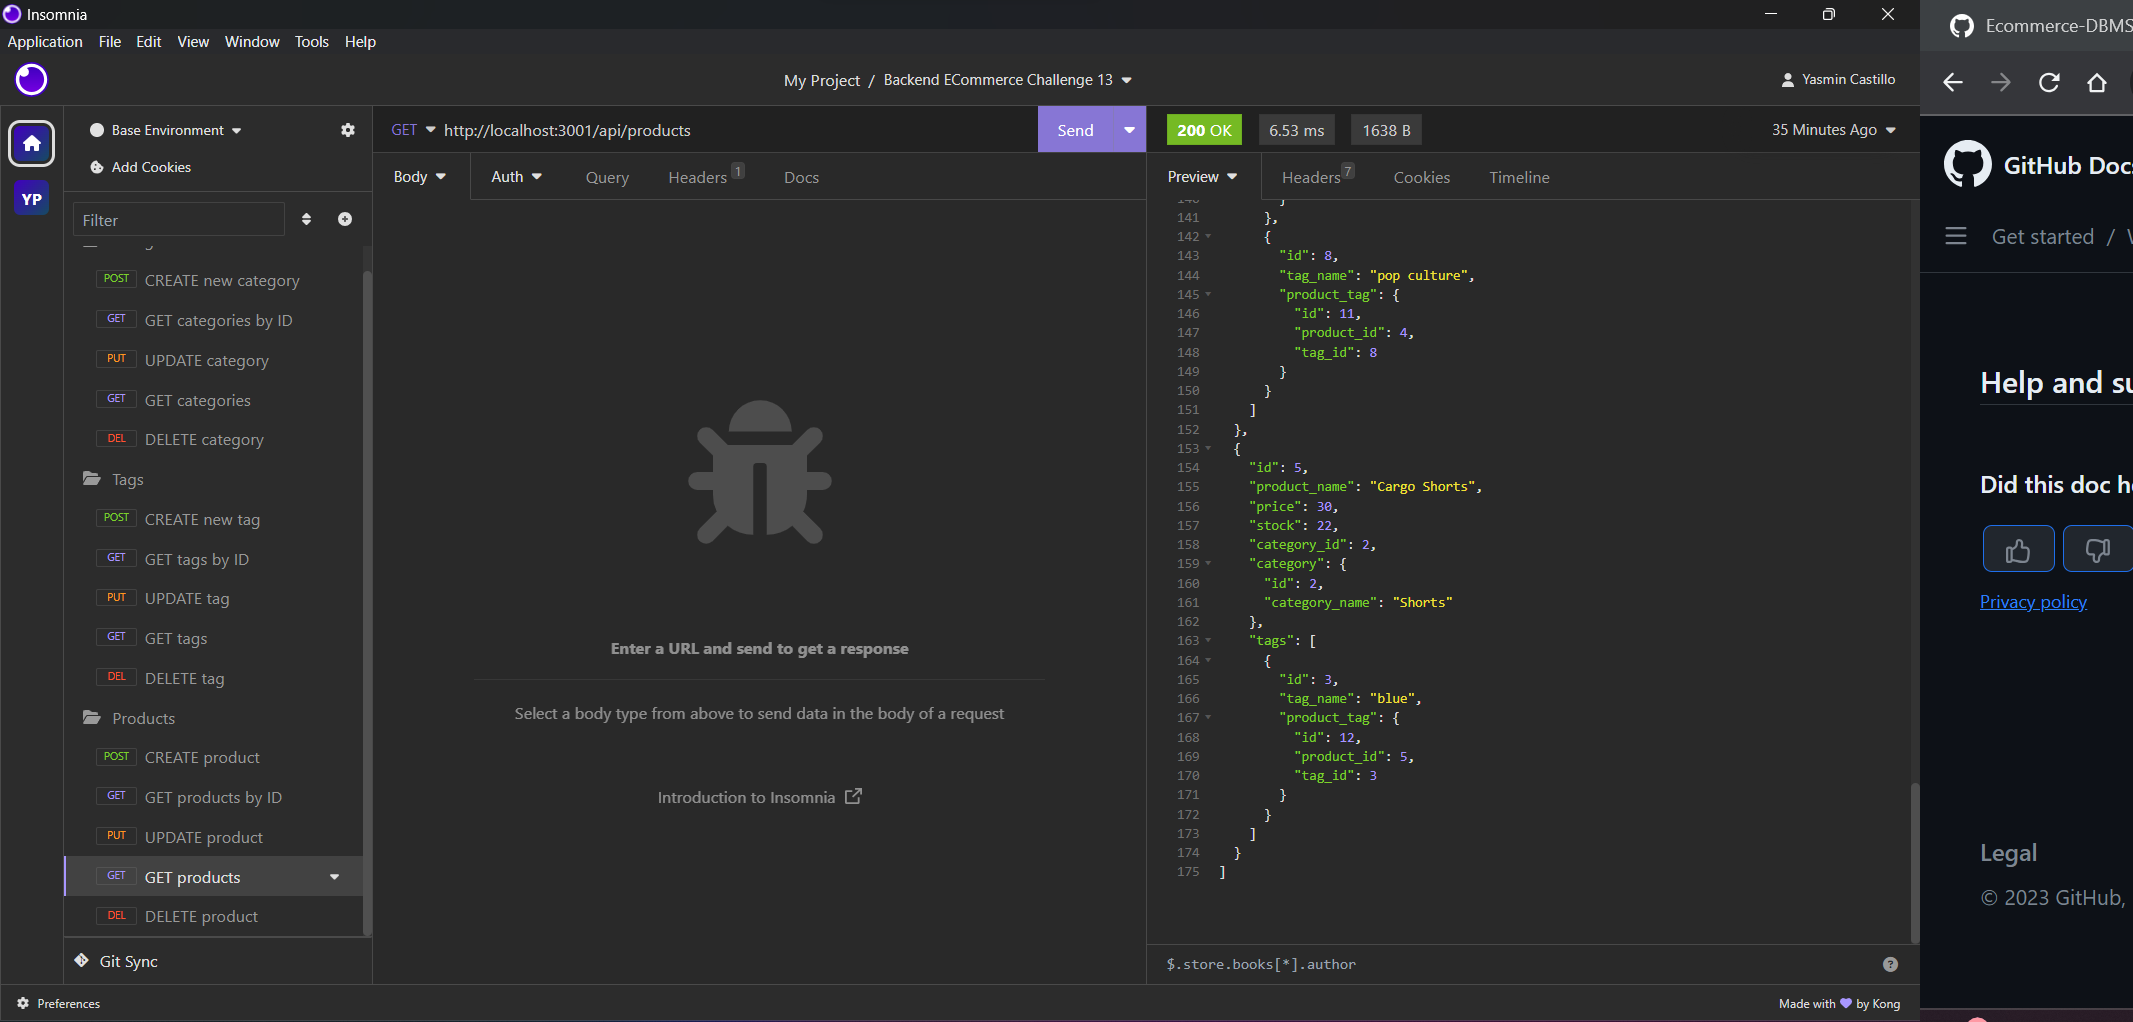 Insomnia
Application File Edit View Window Tools Help
My Project / Backend ECommerce Challenge 13
Yasmin Castillo
Base Environment
Add Cookies
YP
Filter
POST CREATE new category
GET GET categories by ID
PUT UPDATE category
GET GET categories
DEL DELETE category
Tags
POST CREATE new tag
GET GET tags by ID
PUT UPDATE tag
GET GET tags
DEL DELETE tag
Products
POST CREATE product
GET GET products by ID
PUT UPDATE product
GET GET products
DEL DELETE product
Git Sync
Preferences
GET http://localhost:3001/api/products
Send
Body Auth Query Headers 1 Docs
Enter a URL and send to get a response
Select a body type from above to send data in the body of a request
Introduction to Insomnia
200 OK 6.53 ms 1638 B 35 Minutes Ago
Preview Headers 7 Cookies Timeline
141 },
142 {
143 "id": 8,
144 "tag_name": "pop culture",
145 "product_tag": {
146 "id": 11,
147 "product_id": 4,
148 "tag_id": 8
149 }
150 }
151 ]
152 },
153 {
154 "id": 5,
155 "product_name": "Cargo Shorts",
156 "price": 30,
157 "stock": 22,
158 "category_id": 2,
159 "category": {
160 "id": 2,
161 "category_name": "Shorts"
162 },
163 "tags": [
164 {
165 "id": 3,
166 "tag_name": "blue",
167 "product_tag": {
168 "id": 12,
169 "product_id": 5,
170 "tag_id": 3
171 }
172 }
173 ]
174 }
175 ]
$.store.books[*].author
Made with by Kong
Ecommerce-DBMS
GitHub Docs
Get started /
Help and su
Did this doc he
Privacy policy
Legal
© 2023 GitHub,